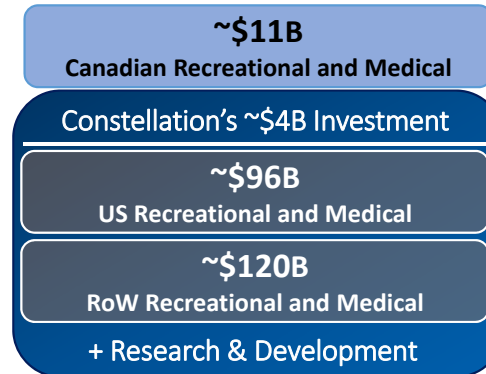 ~$11B
Canadian Recreational and Medical
Constellation’s ~$4B Investment
~$96B
US Recreational and Medical
~$120B
RoW Recreational and Medical
+ Research & Development